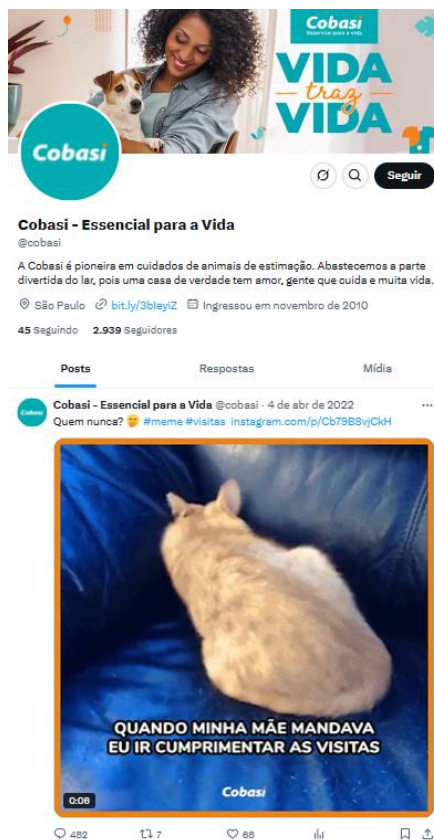 Cobasi
Essencial para a vida
VIDA
traz
VIDA
Cobasi
Seguir
Cobasi - Essencial para a Vida
@cobasi
A Cobasi é pioneira em cuidados de animais de estimação. Abastecemos a parte
divertida do lar, pois uma casa de verdade tem amor, gente que cuida e muita vida.
São Paulo bit.ly/3bIeyiZ Ingressou em novembro de 2010
45 Seguindo 2.939 Seguidores
Posts Respostas Mídia
Cobasi - Essencial para a Vida @cobasi · 4 de abr de 2022
Quem nunca? 🤭 #meme #visitas instagram.com/p/Cb79B8vjCkH
QUANDO MINHA MÃE MANDAVA
EU IR CUMPRIMENTAR AS VISITAS
Cobasi
0:06
482 7 68